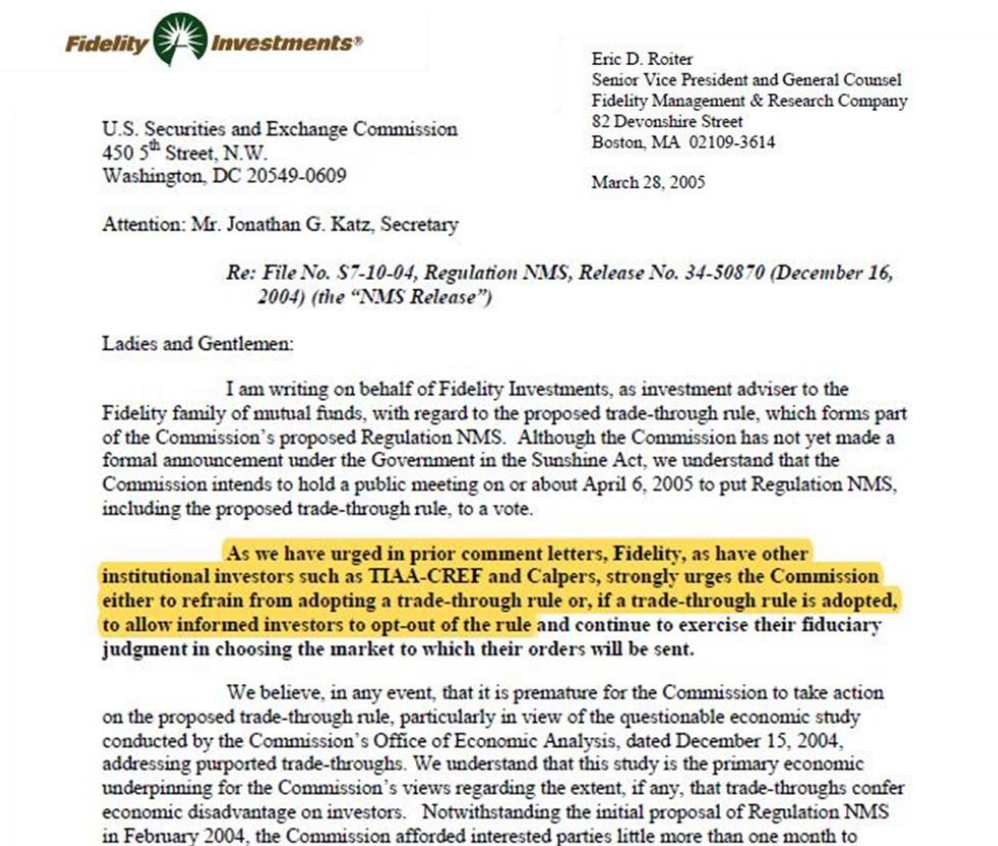 Fidelity Investments®
Eric D. Roiter
Senior Vice President and General Counsel
Fidelity Management & Research Company
82 Devonshire Street
Boston, MA 02109-3614
March 28, 2005
U.S. Securities and Exchange Commission
450 5th Street, N.W.
Washington, DC 20549-0609
Attention: Mr. Jonathan G. Katz, Secretary
Re: File No. S7-10-04, Regulation NMS, Release No. 34-50870 (December 16,
2004) (the “NMS Release”)
Ladies and Gentlemen:
I am writing on behalf of Fidelity Investments, as investment adviser to the
Fidelity family of mutual funds, with regard to the proposed trade-through rule, which forms part
of the Commission’s proposed Regulation NMS. Although the Commission has not yet made a
formal announcement under the Government in the Sunshine Act, we understand that the
Commission intends to hold a public meeting on or about April 6, 2005 to put Regulation NMS,
including the proposed trade-through rule, to a vote.
As we have urged in prior comment letters, Fidelity, as have other
institutional investors such as TIAA-CREF and Calpers, strongly urges the Commission
either to refrain from adopting a trade-through rule or, if a trade-through rule is adopted,
to allow informed investors to opt-out of the rule and continue to exercise their fiduciary
judgment in choosing the market to which their orders will be sent.
We believe, in any event, that it is premature for the Commission to take action
on the proposed trade-through rule, particularly in view of the questionable economic study
conducted by the Commission’s Office of Economic Analysis, dated December 15, 2004,
addressing purported trade-throughs. We understand that this study is the primary economic
underpinning for the Commission’s views regarding the extent, if any, that trade-throughs confer
economic disadvantage on investors. Notwithstanding the initial proposal of Regulation NMS
in February 2004, the Commission afforded interested parties little more than one month to